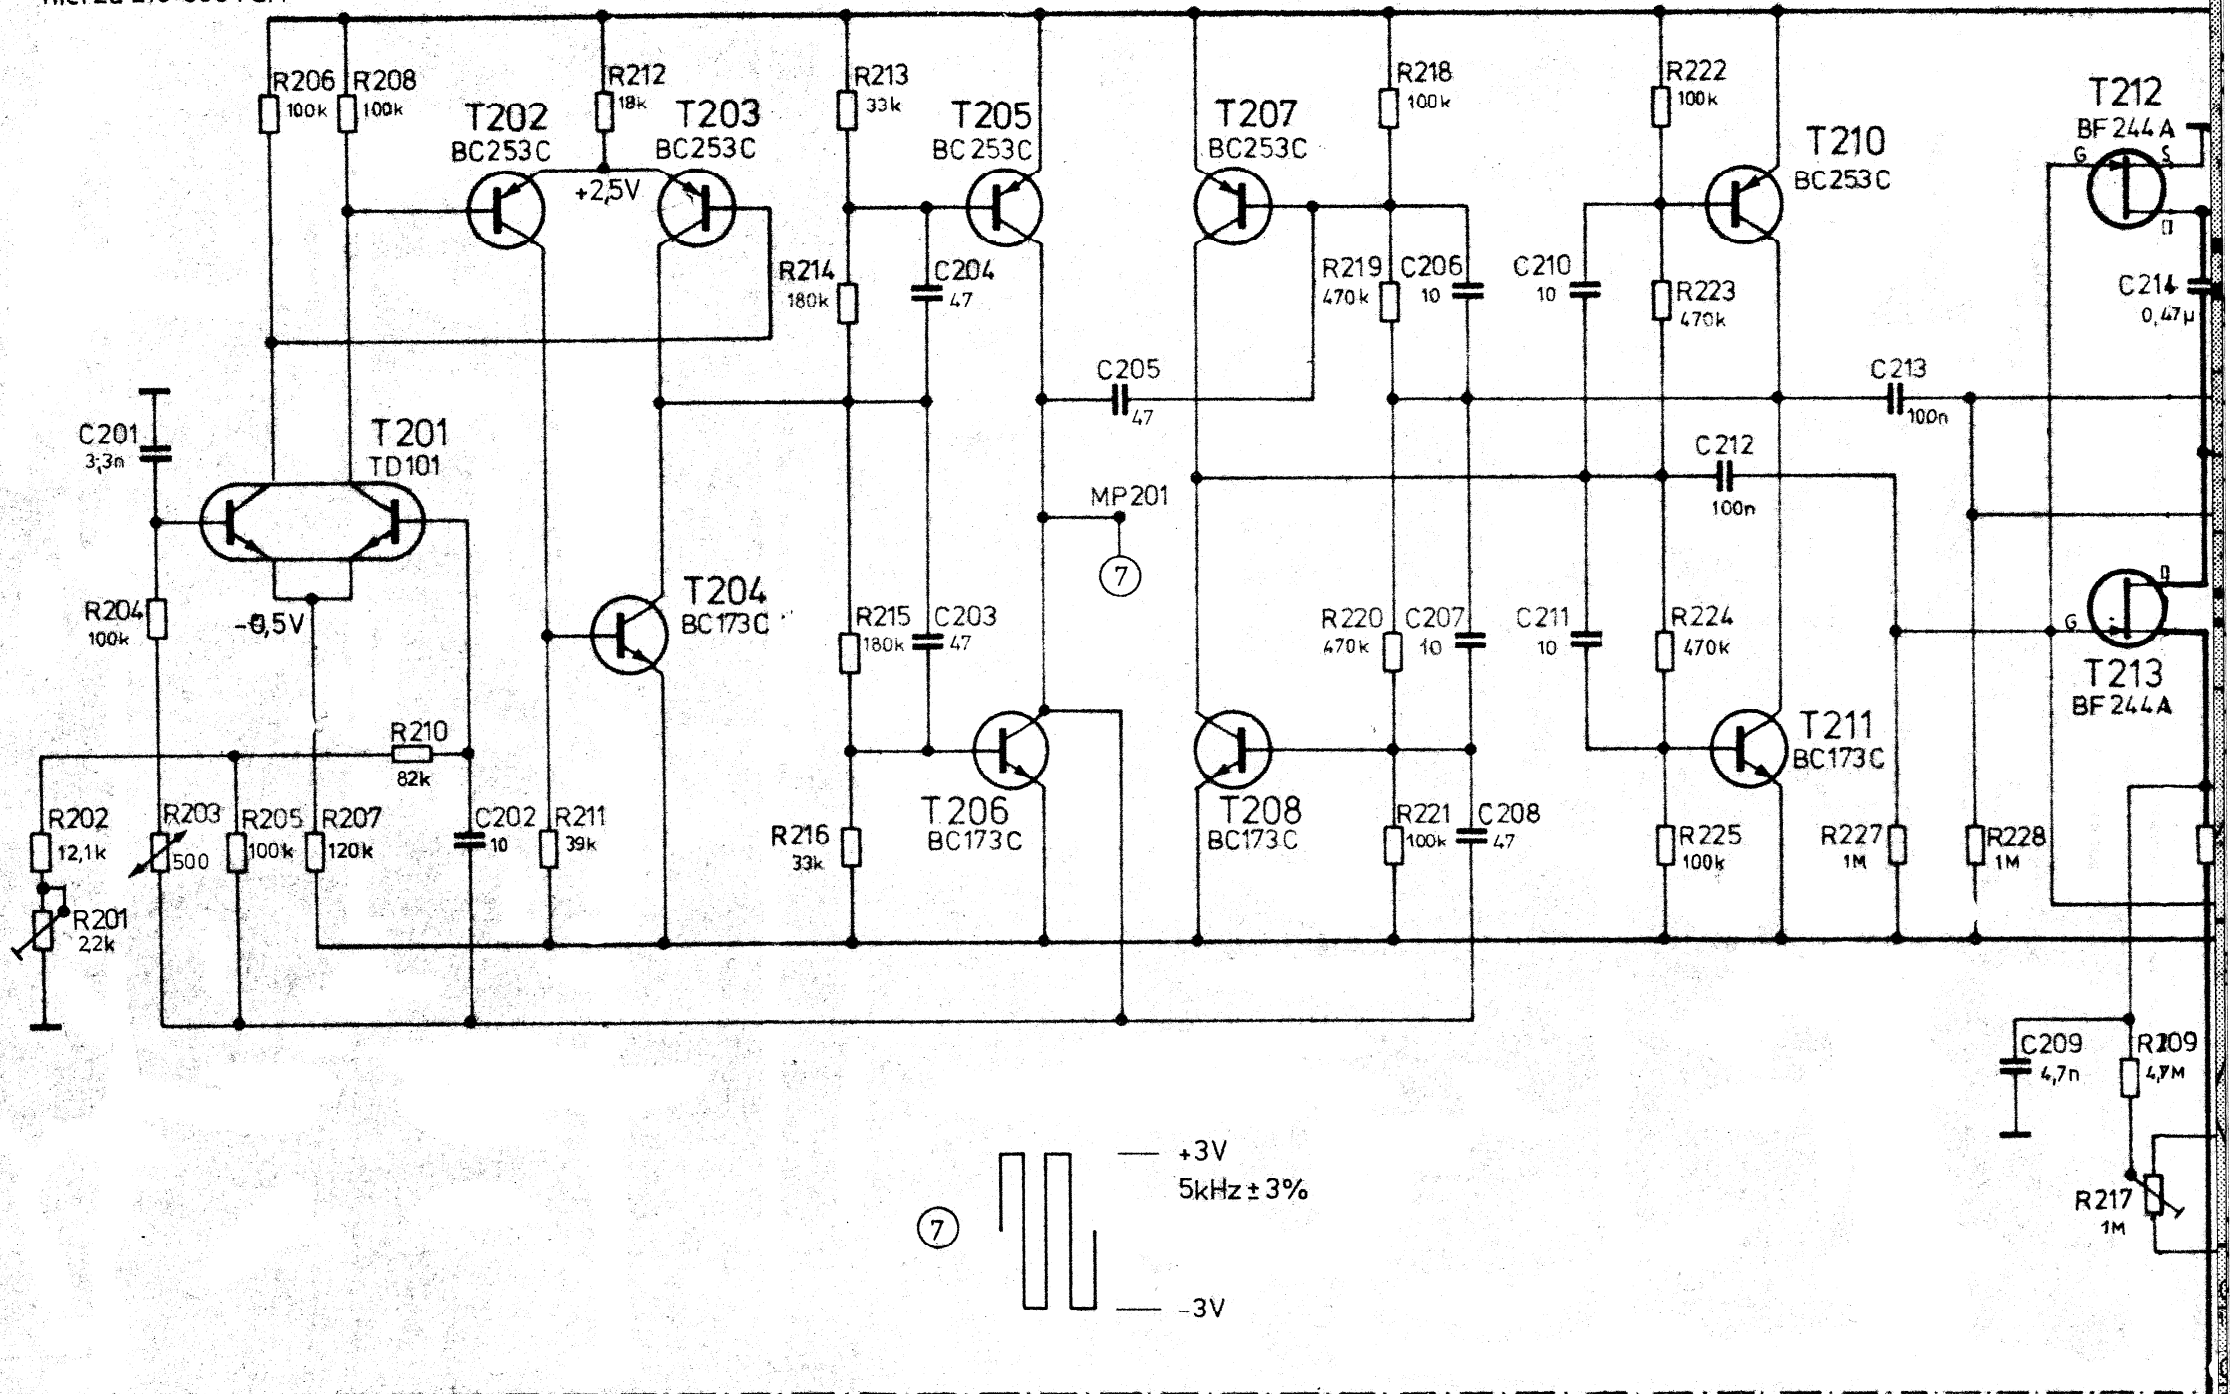 R206
100k
R208
100k
T202
BC253C
R212
18k
T203
BC253C
+2,5V
R213
33k
T205
BC253C
T207
BC253C
R218
100k
R222
100k
T210
BC253C
T212
BF244A
G
S
D
R214
180k
C204
47
R219
470k
C206
10
C210
10
R223
470k
C214
0,47µ
C205
47
C213
100n
C201
3,3n
T201
TD101
C212
100n
MP201
7
R204
100k
-0,5V
T204
BC173C
R215
180k
C203
47
R220
470k
C207
10
C211
10
R224
470k
D
G
T213
BF244A
R210
82k
T211
BC173C
R202
12,1k
R203
500
R205
100k
R207
120k
C202
10
R211
39k
R216
33k
T206
BC173C
T208
BC173C
R221
100k
C208
47
R225
100k
R227
1M
R228
1M
R201
2,2k
C209
4,7n
R209
4,7M
R217
1M
7
+3V
5kHz ± 3%
-3V